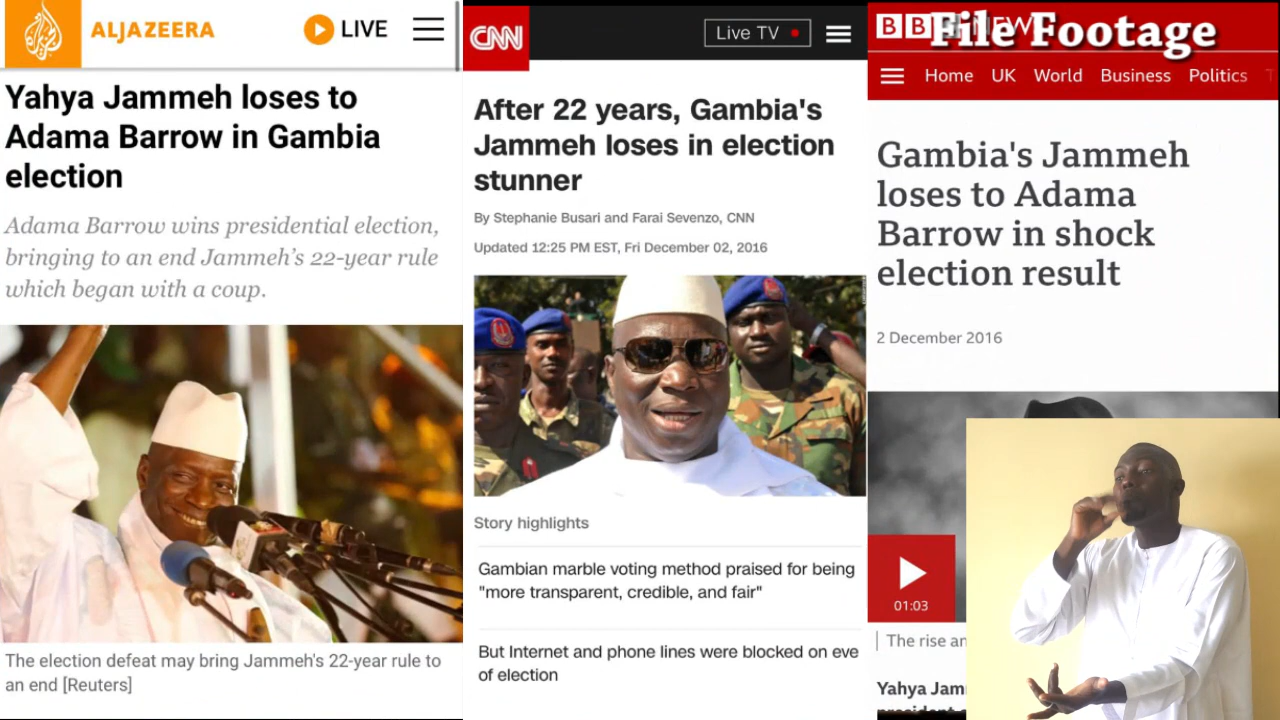 ALJAZEERA
LIVE
Yahya Jammeh loses to
Adama Barrow in Gambia
election
Adama Barrow wins presidential election,
bringing to an end Jammeh's 22-year rule
which began with a coup.
The election defeat may bring Jammeh's 22-year rule to
an end [Reuters]
CNN
Live TV
After 22 years, Gambia's
Jammeh loses in election
stunner
By Stephanie Busari and Farai Sevenzo, CNN
Updated 12:25 PM EST, Fri December 02, 2016
Story highlights
Gambian marble voting method praised for being
"more transparent, credible, and fair"
But Internet and phone lines were blocked on eve
of election
File Footage
BB
Home UK World Business Politics
Gambia's Jammeh
loses to Adama
Barrow in shock
election result
2 December 2016
01:03
The rise an
Yahya Jam